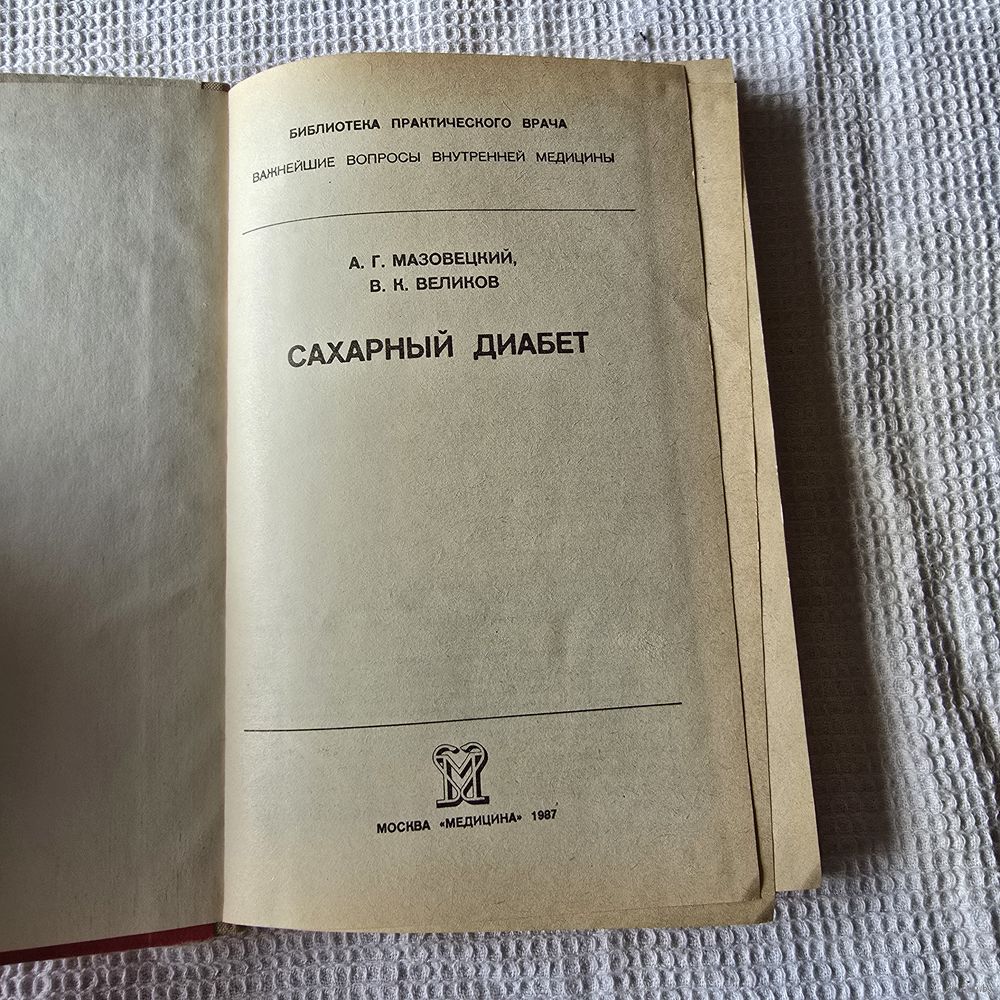 БИБЛИОТЕКА ПРАКТИЧЕСКОГО ВРАЧА
ВАЖНЕЙШИЕ ВОПРОСЫ ВНУТРЕННЕЙ МЕДИЦИНЫ
А. Г. МАЗОВЕЦКИЙ,
В. К. ВЕЛИКОВ
САХАРНЫЙ ДИАБЕТ
М
МОСКВА «МЕДИЦИНА» 1987